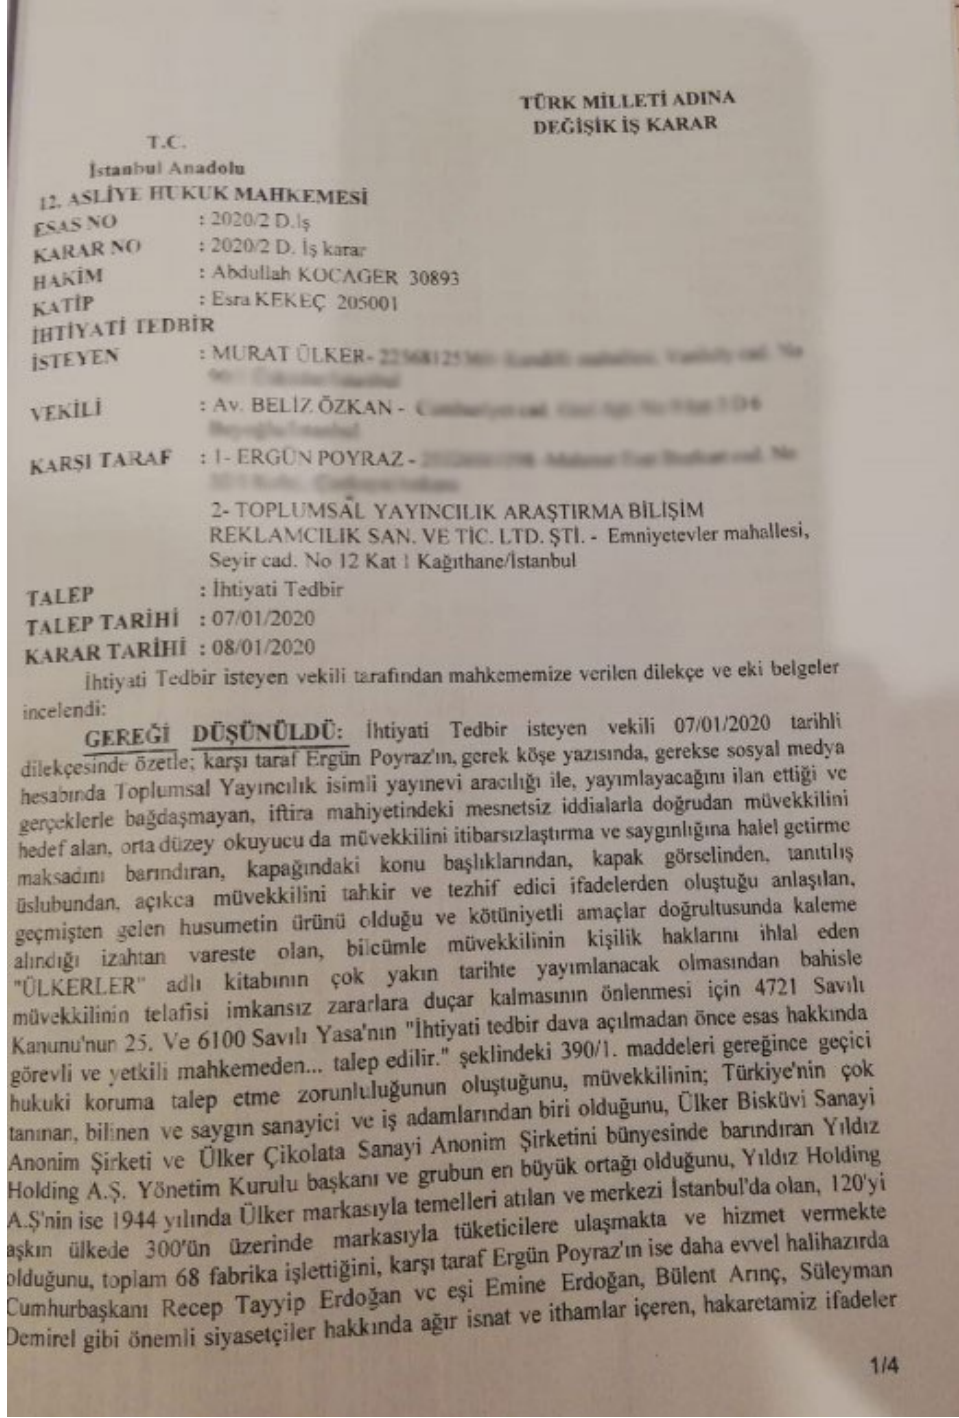 TÜRK MİLLETİ ADINA
DEĞİŞİK İŞ KARAR
T.C.
İstanbul Anadolu
12. ASLİYE HUKUK MAHKEMESİ
ESAS NO : 2020/2 D.İş
KARAR NO : 2020/2 D. İş karar
HAKİM : Abdullah KOCAGER 30893
KATİP : Esra KEKEÇ 205001
İHTİYATİ TEDBİR
İSTEYEN : MURAT ÜLKER-
VEKİLİ : Av. BELİZ ÖZKAN -
KARŞI TARAF : 1- ERGÜN POYRAZ -
2- TOPLUMSAL YAYINCILIK ARAŞTIRMA BİLİŞİM
REKLAMCILIK SAN. VE TİC. LTD. ŞTİ. - Emniyetevler mahallesi,
Seyir cad. No 12 Kat 1 Kağıthane/İstanbul
TALEP : İhtiyati Tedbir
TALEP TARİHİ : 07/01/2020
KARAR TARİHİ : 08/01/2020
İhtiyati Tedbir isteyen vekili tarafından mahkememize verilen dilekçe ve eki belgeler
incelendi:
GEREĞİ DÜŞÜNÜLDÜ: İhtiyati Tedbir isteyen vekili 07/01/2020 tarihli
dilekçesinde özetle; karşı taraf Ergün Poyraz'ın, gerek köşe yazısında, gerekse sosyal medya
hesabında Toplumsal Yayıncılık isimli yayınevi aracılığı ile, yayımlayacağını ilan ettiği ve
gerçeklerle bağdaşmayan, iftira mahiyetindeki mesnetsiz iddialarla doğrudan müvekkilini
hedef alan, orta düzey okuyucu da müvekkilini itibarsızlaştırma ve saygınlığına halel getirme
maksadını barındıran, kapağındaki konu başlıklarından, kapak görselinden, tanıtılış
üslubundan, açıkca müvekkilini tahkir ve tezhif edici ifadelerden oluştuğu anlaşılan,
geçmişten gelen husumetin ürünü olduğu ve kötüniyetli amaçlar doğrultusunda kaleme
alındığı izahtan vareste olan, bilcümle müvekkilinin kişilik haklarını ihlal eden
"ÜLKERLER" adlı kitabının çok yakın tarihte yayımlanacak olmasından bahisle
müvekkilinin telafisi imkansız zararlara duçar kalmasının önlenmesi için 4721 Savılı
Kanunu'nun 25. Ve 6100 Savılı Yasa'nın "İhtiyati tedbir dava açılmadan önce esas hakkında
görevli ve yetkili mahkemeden... talep edilir." şeklindeki 390/1. maddeleri gereğince geçici
hukuki koruma talep etme zorunluluğunun oluştuğunu, müvekkilinin; Türkiye'nin çok
tanınan, bilinen ve saygın sanayici ve iş adamlarından biri olduğunu, Ülker Bisküvi Sanayi
Anonim Şirketi ve Ülker Çikolata Sanayi Anonim Şirketini bünyesinde barındıran Yıldız
Holding A.Ş. Yönetim Kurulu başkanı ve grubun en büyük ortağı olduğunu, Yıldız Holding
A.Ş'nin ise 1944 yılında Ülker markasıyla temelleri atılan ve merkezi İstanbul'da olan, 120'yi
aşkın ülkede 300'ün üzerinde markasıyla tüketicilere ulaşmakta ve hizmet vermekte
olduğunu, toplam 68 fabrika işlettiğini, karşı taraf Ergün Poyraz'ın ise daha evvel halihazırda
Cumhurbaşkanı Recep Tayyip Erdoğan ve eşi Emine Erdoğan, Bülent Arınç, Süleyman
Demirel gibi önemli siyasetçiler hakkında ağır isnat ve ithamlar içeren, hakaretamiz ifadeler
1/4